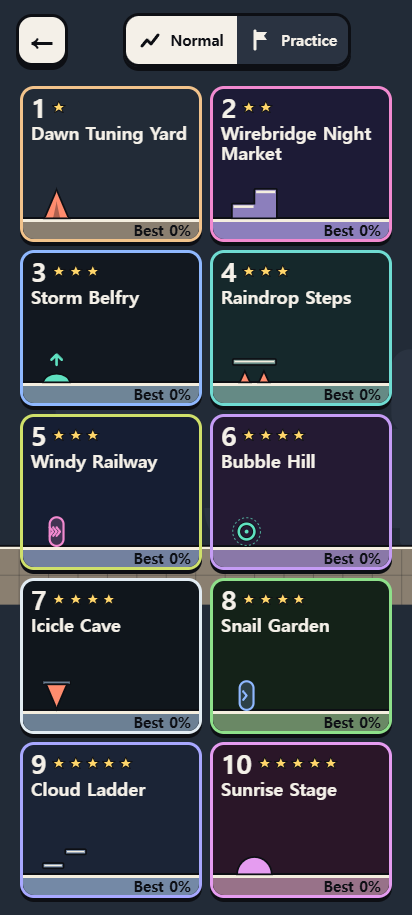 Normal
Practice
1
Dawn Tuning Yard
Best 0%
2
Wirebridge Night
Market
Best 0%
3
Storm Belfry
Best 0%
4
Raindrop Steps
Best 0%
5
Windy Railway
Best 0%
6
Bubble Hill
Best 0%
7
Icicle Cave
Best 0%
8
Snail Garden
Best 0%
9
Cloud Ladder
Best 0%
10
Sunrise Stage
Best 0%